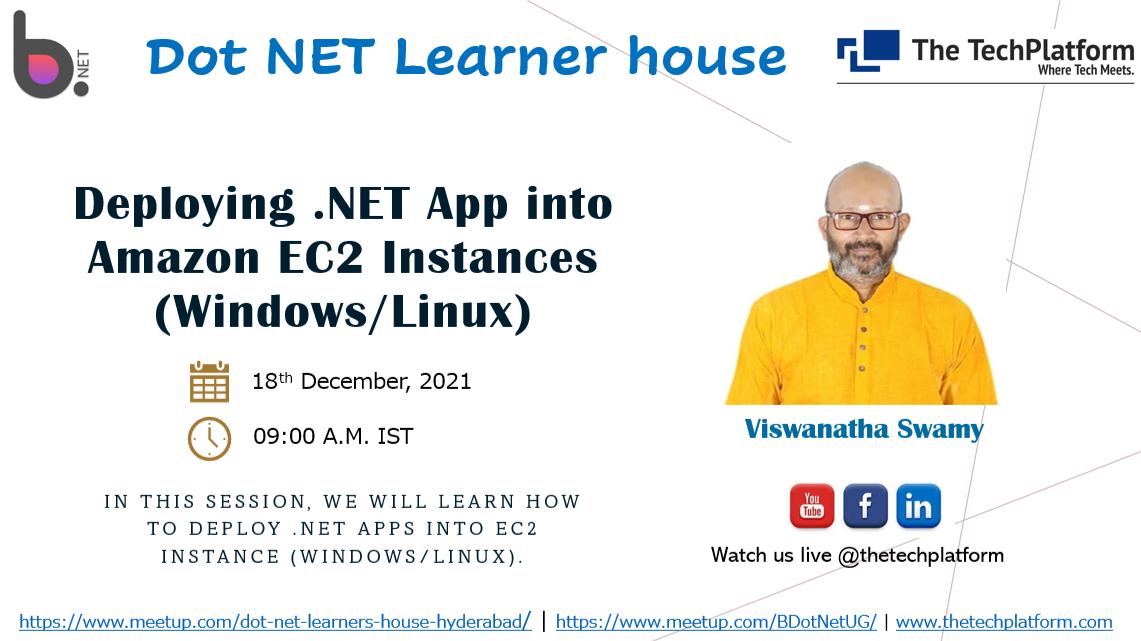 b.NET
Dot NET Learner house
The TechPlatform
Where Tech Meets.
Deploying .NET App into
Amazon EC2 Instances
(Windows/Linux)
18th December, 2021
09:00 A.M. IST
IN THIS SESSION, WE WILL LEARN HOW
TO DEPLOY .NET APPS INTO EC2
INSTANCE (WINDOWS/LINUX).
Viswanatha Swamy
You
Tube
f
in
Watch us live @thetechplatform
https://www.meetup.com/dot-net-learners-house-hyderabad/ | https://www.meetup.com/BDotNetUG/ | www.thetechplatform.com